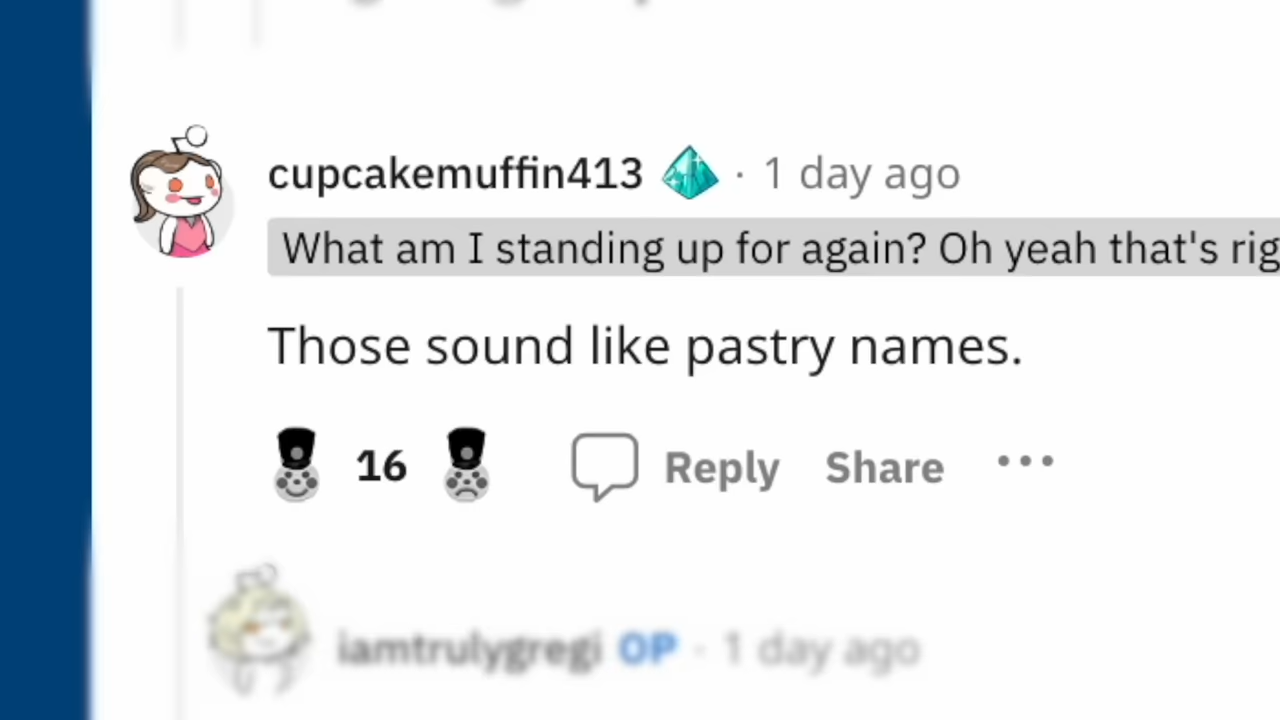 cupcakemuffin413 · 1 day ago
What am I standing up for again? Oh yeah that's rig
Those sound like pastry names.
16 Reply Share ...
iamtrulygregi OP · 1 day ago